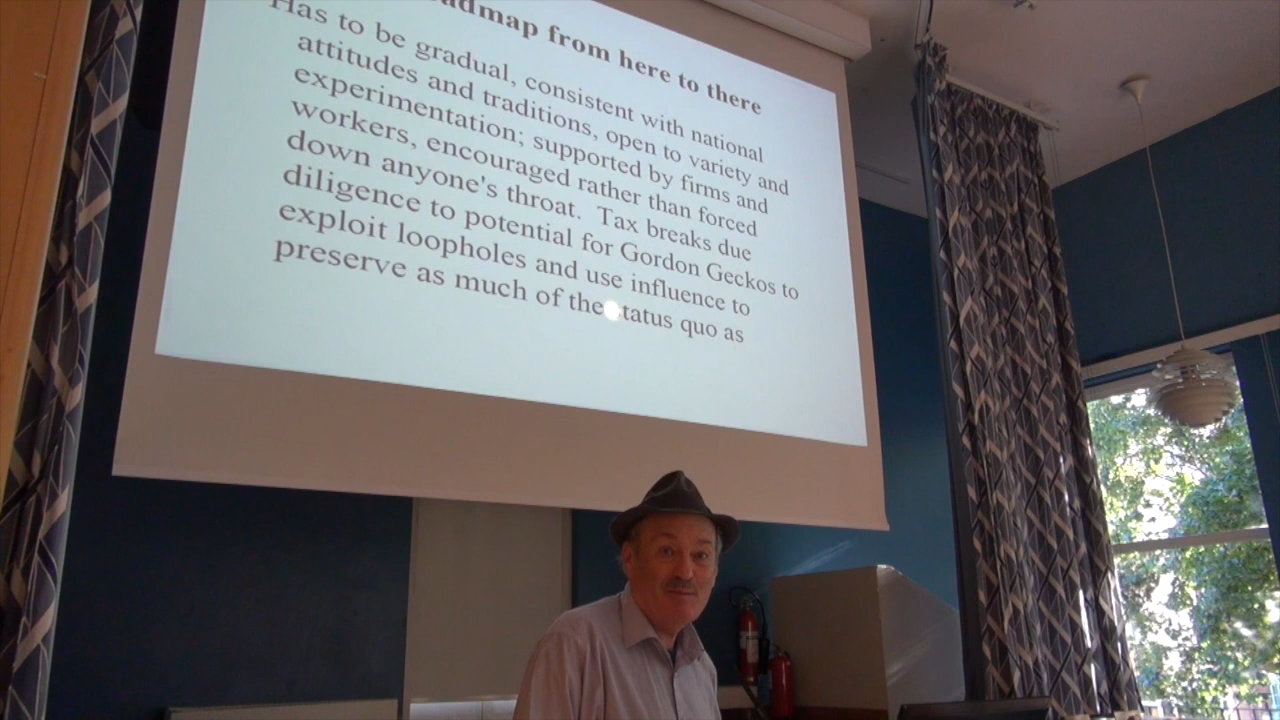 from here to there
Has to be gradual, consistent with national
attitudes and traditions, open to variety and
experimentation; supported by firms and
workers, encouraged rather than forced
down anyone's throat. Tax breaks due
diligence to potential for Gordon Geckos to
exploit loopholes and use influence to
preserve as much of the status quo as